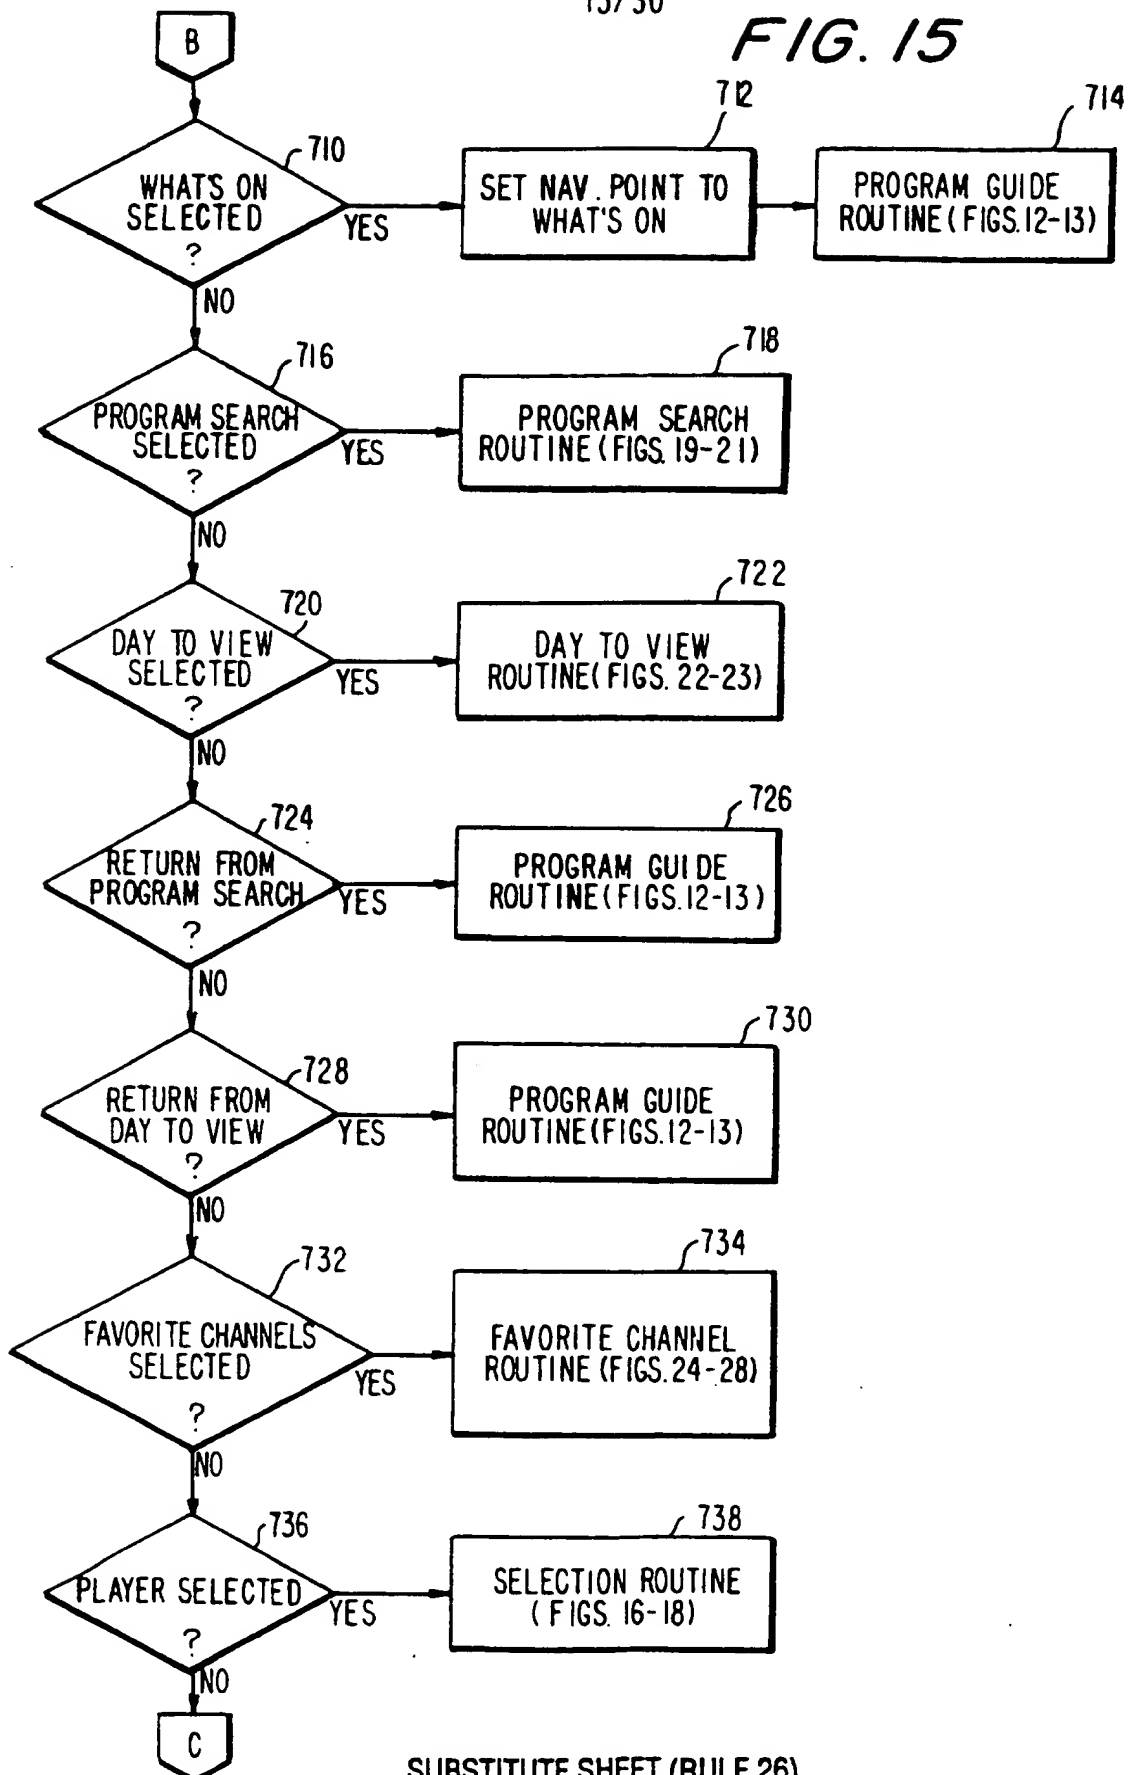 15/30
FIG. 15
B
710
WHAT'S ON
SELECTED
?
YES
NO
712
SET NAV. POINT TO
WHAT'S ON
714
PROGRAM GUIDE
ROUTINE (FIGS. 12-13)
716
PROGRAM SEARCH
SELECTED
?
YES
NO
718
PROGRAM SEARCH
ROUTINE (FIGS. 19-21)
720
DAY TO VIEW
SELECTED
?
YES
NO
722
DAY TO VIEW
ROUTINE (FIGS. 22-23)
724
RETURN FROM
PROGRAM SEARCH
?
YES
NO
726
PROGRAM GUIDE
ROUTINE (FIGS. 12-13)
728
RETURN FROM
DAY TO VIEW
?
YES
NO
730
PROGRAM GUIDE
ROUTINE (FIGS. 12-13)
732
FAVORITE CHANNELS
SELECTED
?
YES
NO
734
FAVORITE CHANNEL
ROUTINE (FIGS. 24-28)
736
PLAYER SELECTED
?
YES
NO
738
SELECTION ROUTINE
(FIGS. 16-18)
C
SUBSTITUTE SHEET (RULE 26)